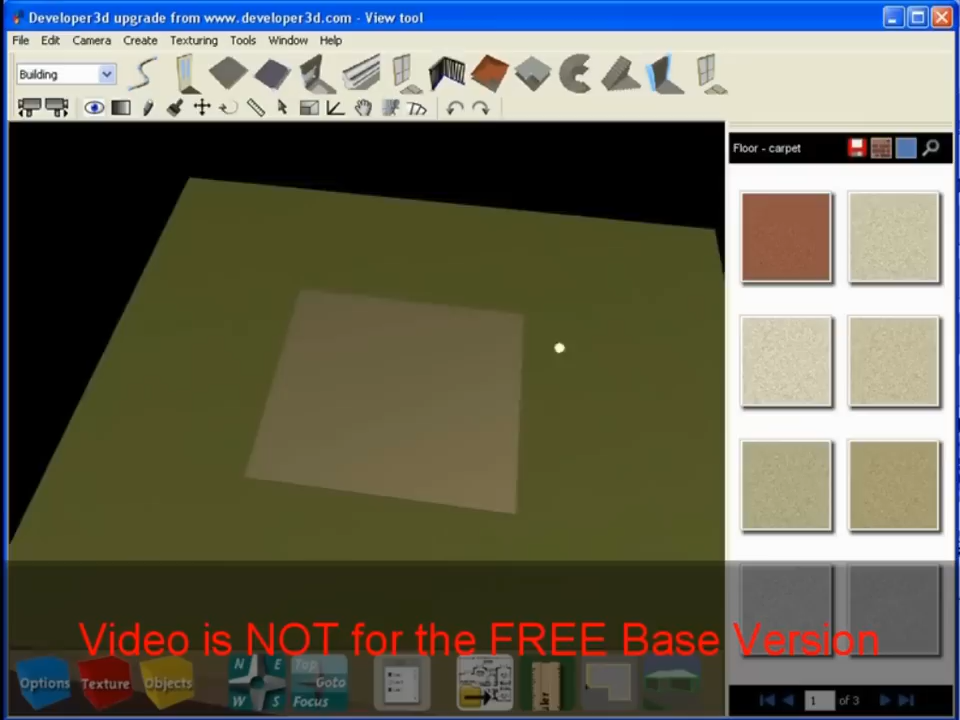 Developer3d upgrade from www.developer3d.com - View tool
File Edit Camera Create Texturing Tools Window Help
Building
Floor - carpet
Video is NOT for the FREE Base Version
Options Texture Objects
N E
W S
Top
Goto
Focus
Ruler
1 of 3